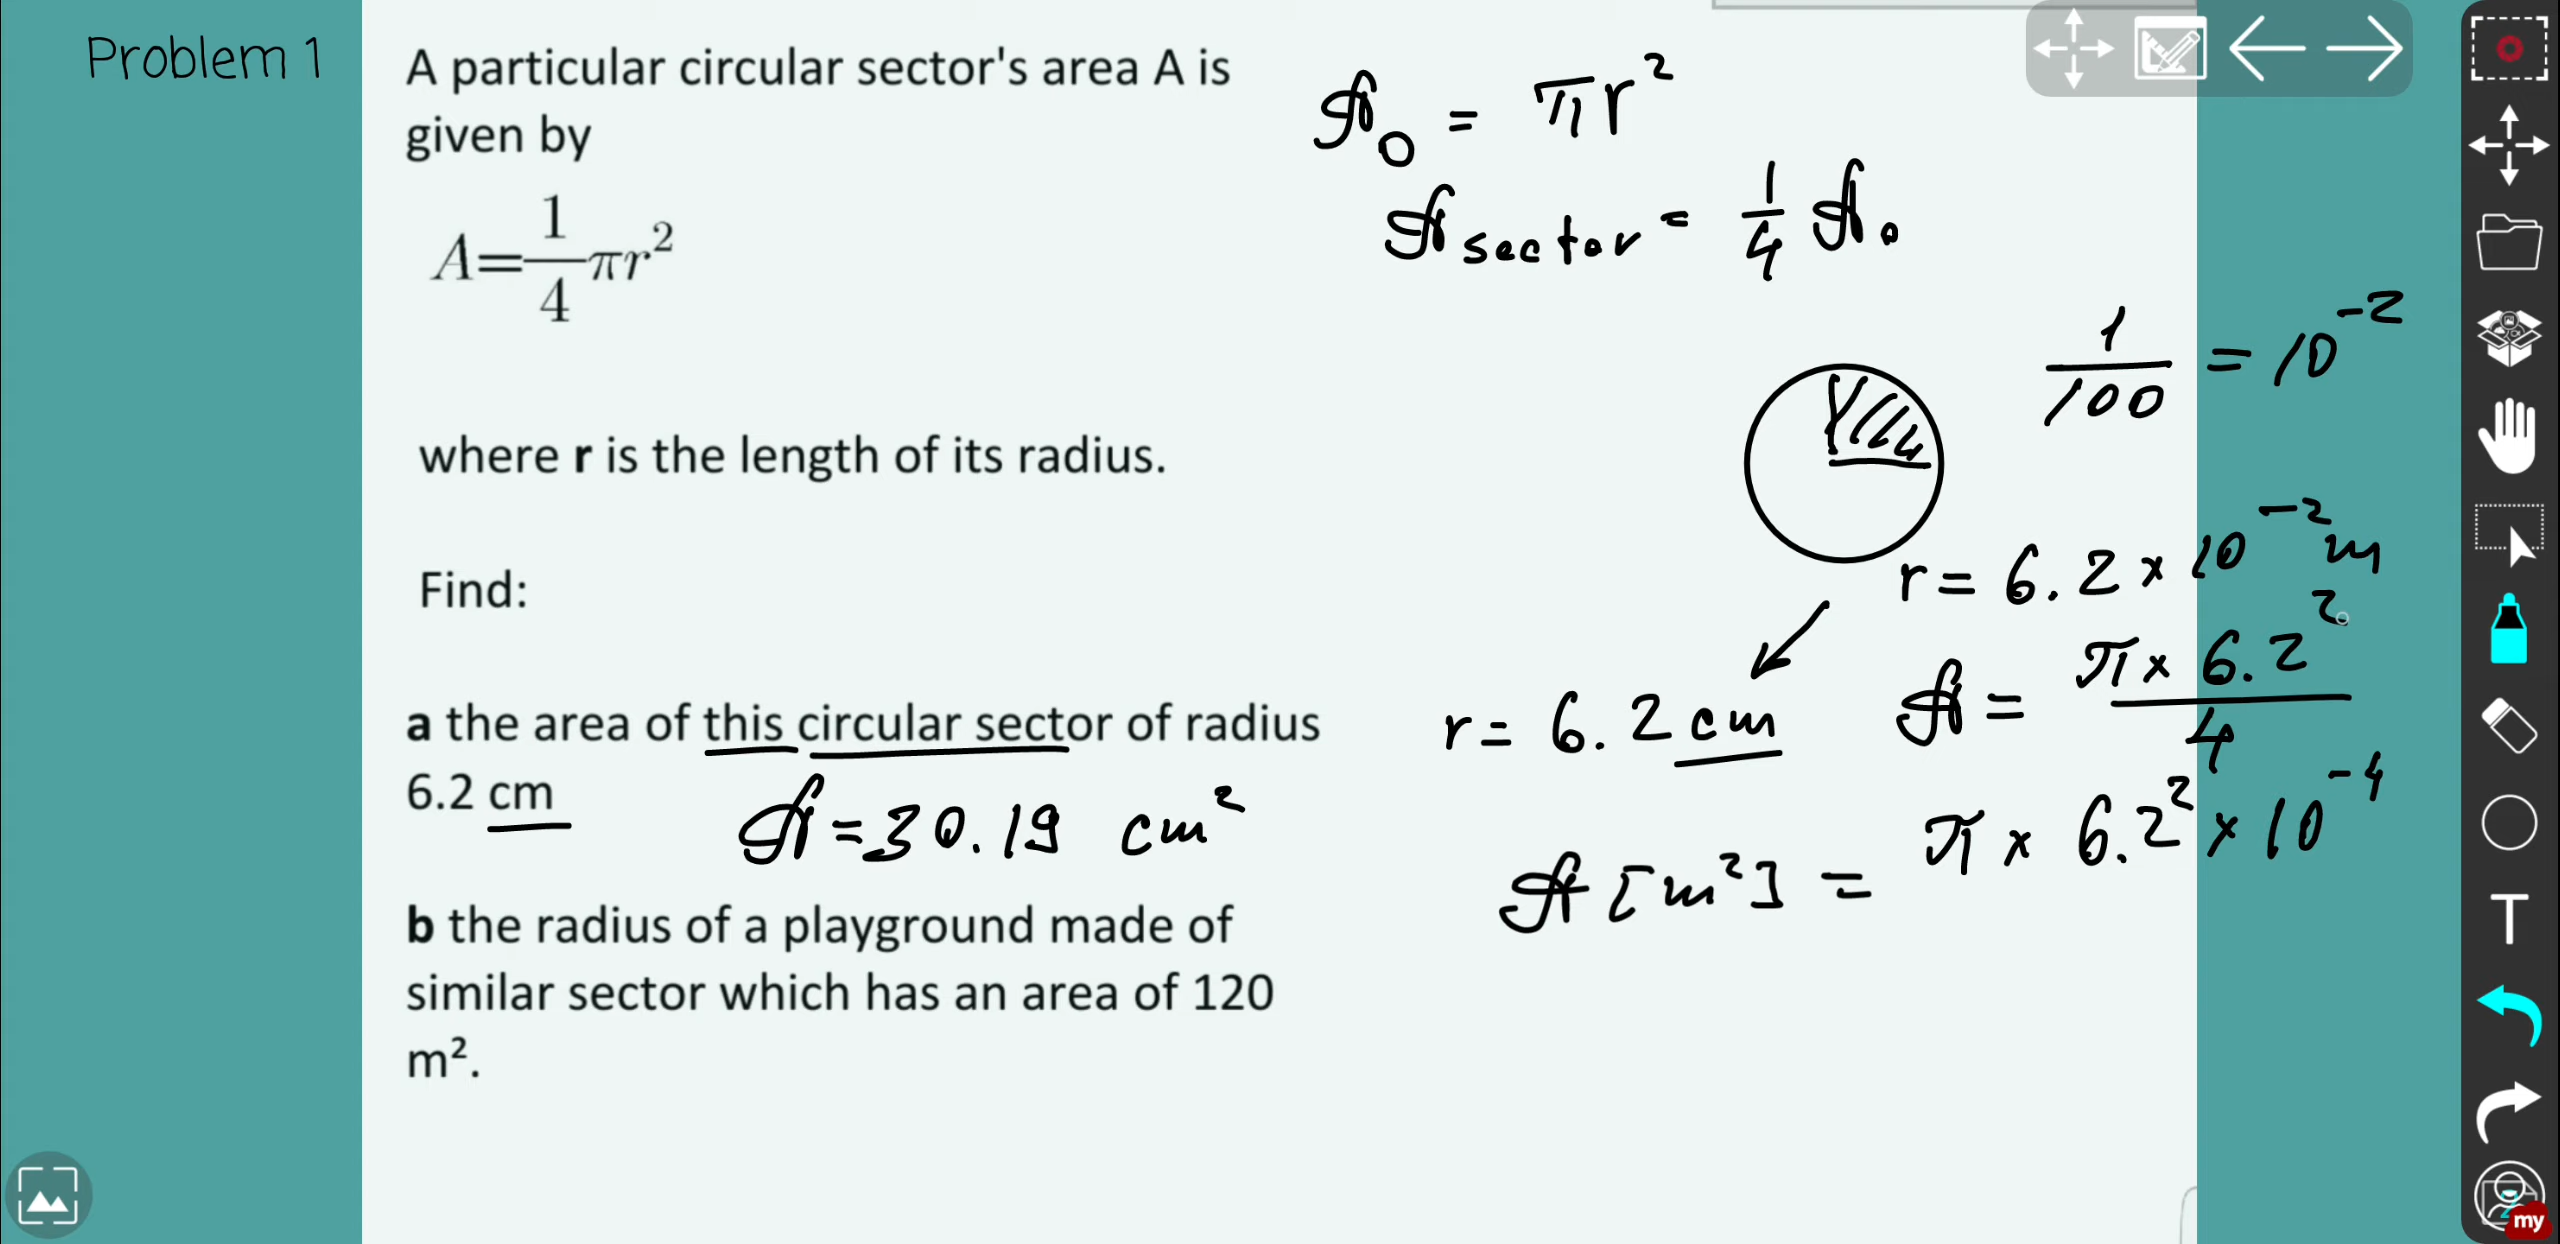 Problem 1
A particular circular sector's area A is
given by
A=1/4 πr²
where r is the length of its radius.
Find:
a the area of this circular sector of radius
6.2 cm
A = 30.19 cm²
b the radius of a playground made of
similar sector which has an area of 120
m².
A₀ = πr²
A sector = 1/4 A₀
1/100 = 10⁻²
r = 6.2 × 10⁻² m
r = 6.2 cm
A = π × 6.2² / 4
A [m²] = π × 6.2² × 10⁻⁴
T
my